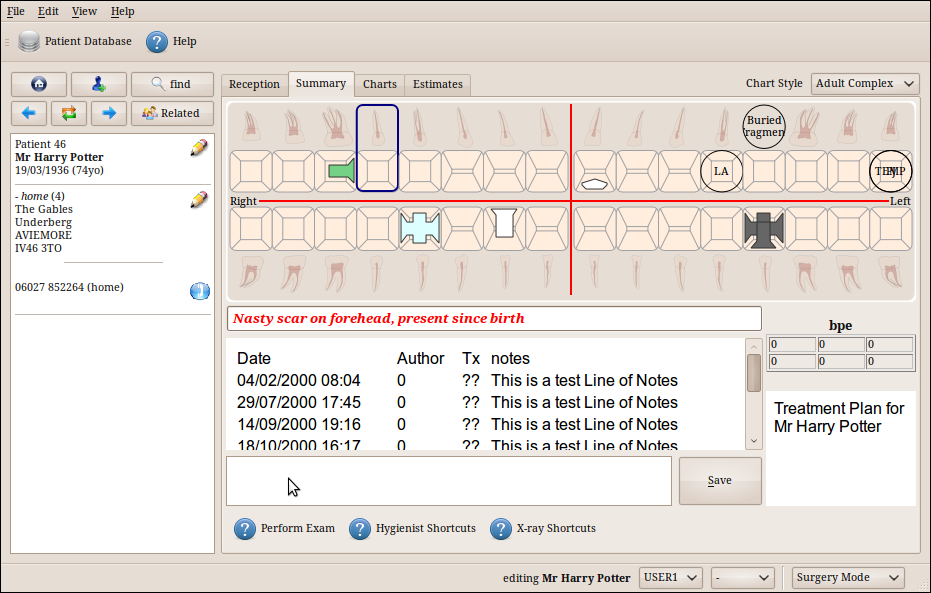 File Edit View Help
Patient Database Help
find
Related
Patient 46
Mr Harry Potter
19/03/1936 (74yo)
- home (4)
The Gables
Underberg
AVIEMORE
IV46 3TO
06027 852264 (home)
Reception Summary Charts Estimates
Chart Style Adult Complex
Buried
ragmen
LA
Right
Left
Nasty scar on forehead, present since birth
Date Author Tx notes
04/02/2000 08:04 0 ?? This is a test Line of Notes
29/07/2000 17:45 0 ?? This is a test Line of Notes
14/09/2000 19:16 0 ?? This is a test Line of Notes
18/10/2000 16:17 0 ?? This is a test Line of Notes
bpe
0 0 0
0 0 0
Treatment Plan for
Mr Harry Potter
Save
Perform Exam Hygienist Shortcuts X-ray Shortcuts
editing Mr Harry Potter USER1 - Surgery Mode